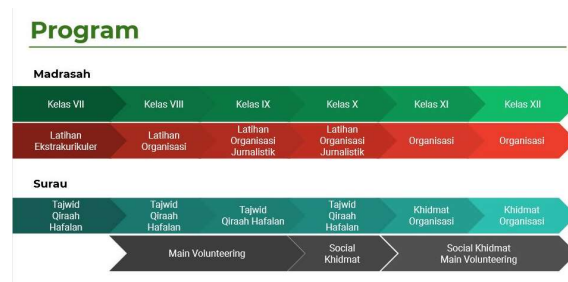 Program
Madrasah
Kelas VII
Kelas VIII
Kelas IX
Kelas X
Kelas XI
Kelas XII
Latihan
Ekstrakurikuler
Latihan
Organisasi
Latihan
Organisasi
Jurnalistik
Latihan
Organisasi
Jurnalistik
Organisasi
Organisasi
Surau
Tajwid
Qiraah
Hafalan
Tajwid
Qiraah
Hafalan
Tajwid
Qiraah Hafalan
Tajwid
Qiraah
Hafalan
Khidmat
Organisasi
Khidmat
Organisasi
Main Volunteering
Social
Khidmat
Social Khidmat
Main Volunteering